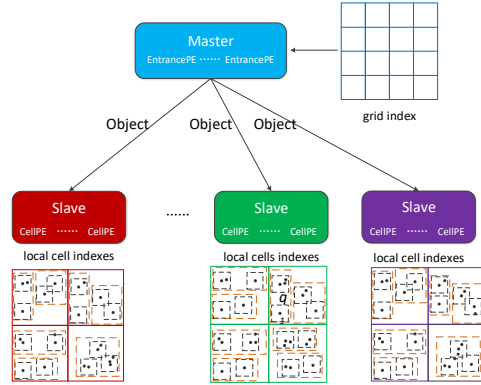 Master
EntrancePE ······ EntrancePE
grid index
Object
Object
Object
Slave
CellPE ······ CellPE
······
Slave
CellPE ······ CellPE
Slave
CellPE ······ CellPE
local cell indexes
local cells indexes
local cell indexes
q